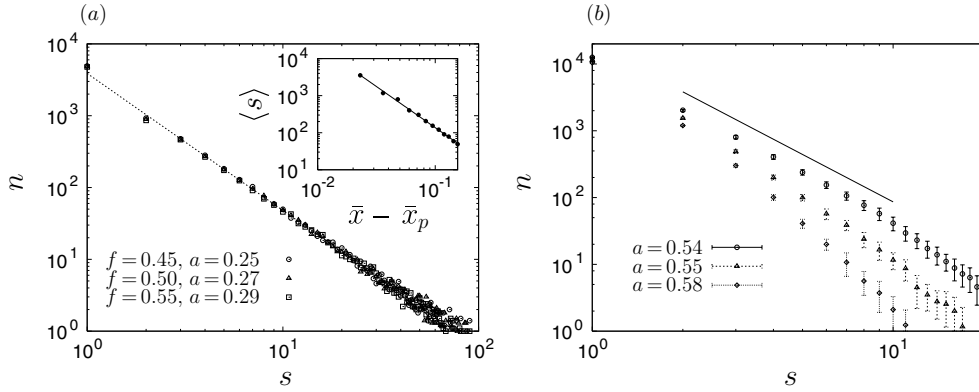 (a)
10^4
10^3
10^2
10^1
10^0
n
10^0
10^1
10^2
s
f = 0.45, a = 0.25
f = 0.50, a = 0.27
f = 0.55, a = 0.29
10^4
10^3
10^2
10^1
10^0
⟨s⟩
10^-2
10^-1
x̄ − x̄_p
(b)
10^4
10^3
10^2
10^1
10^0
n
10^0
10^1
s
a = 0.54
a = 0.55
a = 0.58